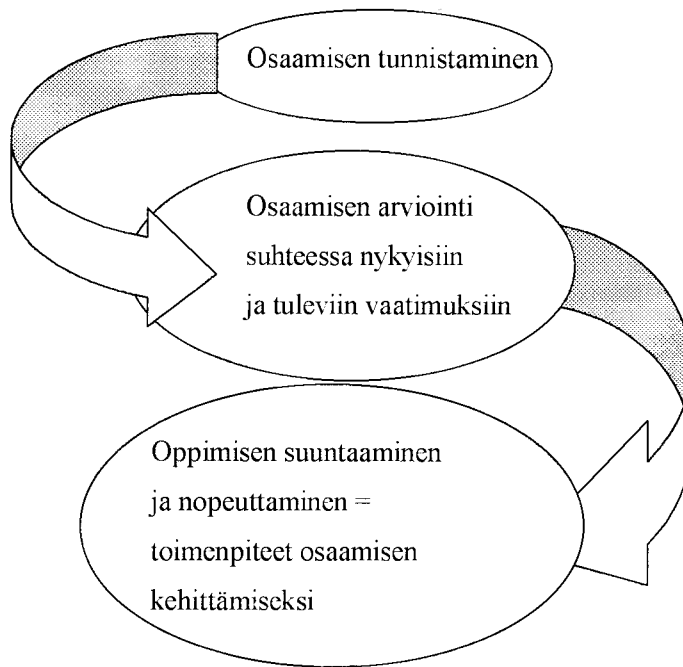 Osaamisen tunnistaminen
Osaamisen arviointi
suhteessa nykyisiin
ja tuleviin vaatimuksiin
Oppimisen suuntaaminen
ja nopeuttaminen =
toimenpiteet osaamisen
kehittämiseksi